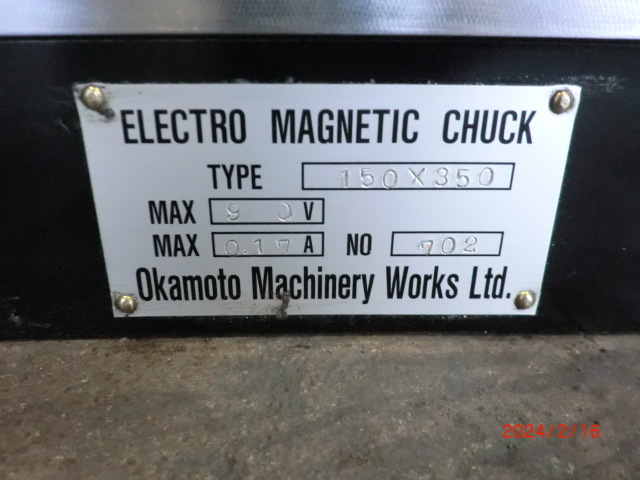 ELECTRO MAGNETIC CHUCK
TYPE 150X350
MAX 90V
MAX 0.17A NO 702
Okamoto Machinery Works Ltd.
2024/2/16